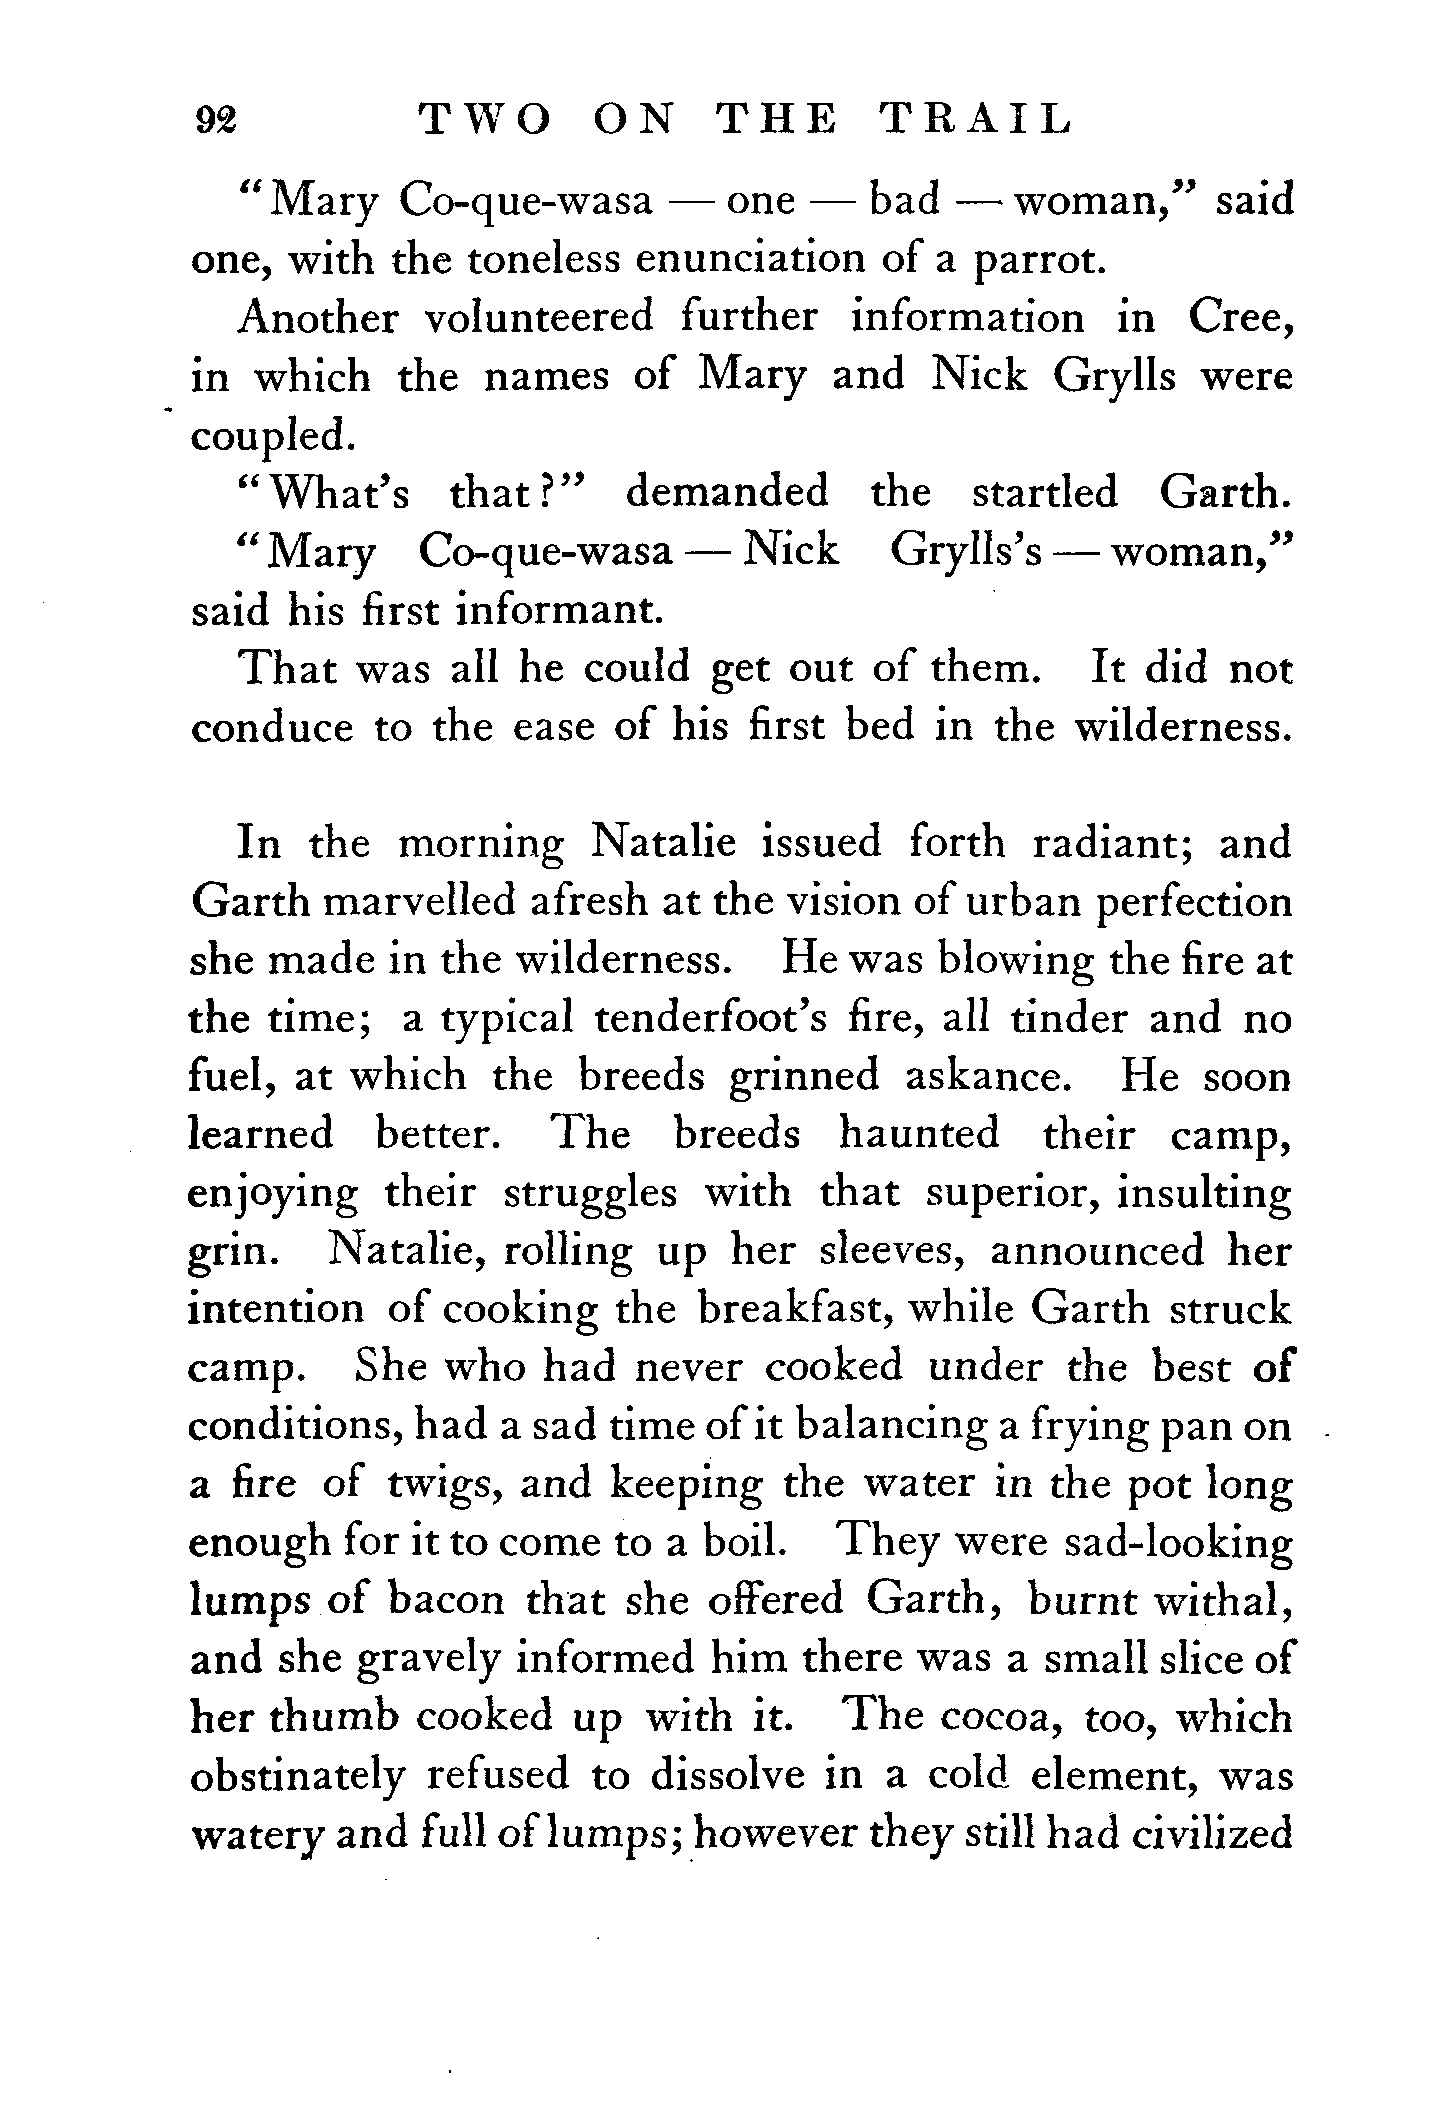 92 TWO ON THE TRAIL
“Mary Co-que-wasa — one — bad — woman,” said
one, with the toneless enunciation of a parrot.
Another volunteered further information in Cree,
in which the names of Mary and Nick Grylls were
coupled.
“What’s that?” demanded the startled Garth.
“Mary Co-que-wasa — Nick Grylls’s — woman,”
said his first informant.
That was all he could get out of them. It did not
conduce to the ease of his first bed in the wilderness.
In the morning Natalie issued forth radiant; and
Garth marvelled afresh at the vision of urban perfection
she made in the wilderness. He was blowing the fire at
the time; a typical tenderfoot’s fire, all tinder and no
fuel, at which the breeds grinned askance. He soon
learned better. The breeds haunted their camp,
enjoying their struggles with that superior, insulting
grin. Natalie, rolling up her sleeves, announced her
intention of cooking the breakfast, while Garth struck
camp. She who had never cooked under the best of
conditions, had a sad time of it balancing a frying pan on
a fire of twigs, and keeping the water in the pot long
enough for it to come to a boil. They were sad-looking
lumps of bacon that she offered Garth, burnt withal,
and she gravely informed him there was a small slice of
her thumb cooked up with it. The cocoa, too, which
obstinately refused to dissolve in a cold element, was
watery and full of lumps; however they still had civilized